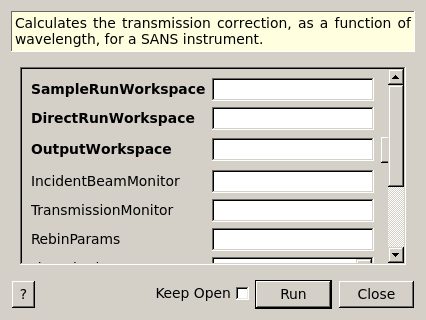 Calculates the transmission correction, as a function of
wavelength, for a SANS instrument.
SampleRunWorkspace
DirectRunWorkspace
OutputWorkspace
IncidentBeamMonitor
TransmissionMonitor
RebinParams
?
Keep Open
Run
Close